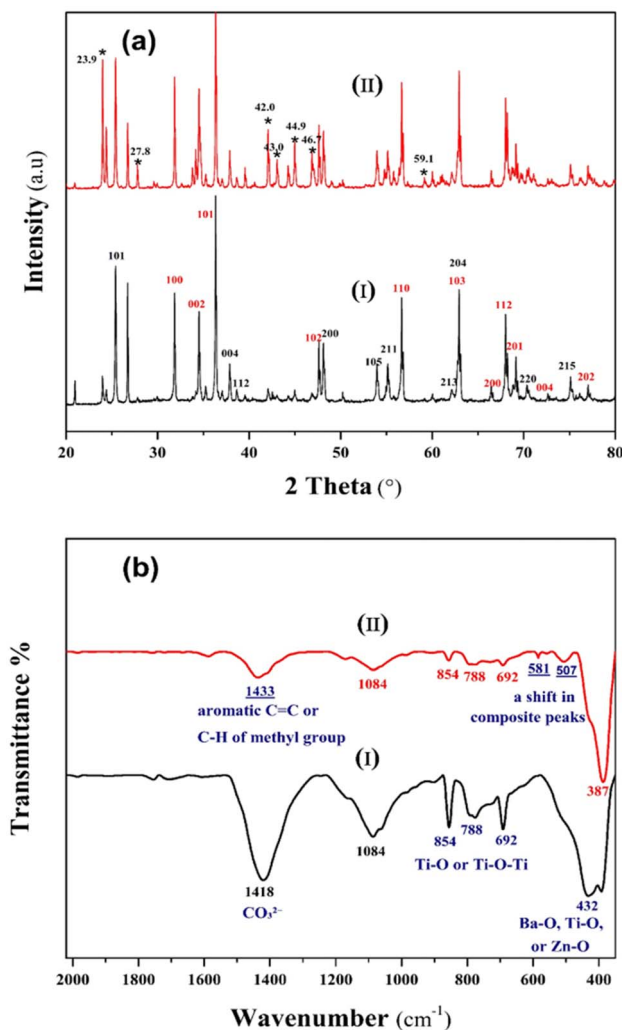 (a)
Intensity (a.u)
23.9 *
27.8 *
42.0
*
43.0
*
44.9
*
46.7
*
59.1
*
(II)
101
101
100
002
004
112
102
200
(I)
105
211
110
204
103
213
200
112
201
220
004
215
202
20 30 40 50 60 70 80
2 Theta (°)
(b)
Transmittance %
(II)
1433
aromatic C=C or
C-H of methyl group
1084
854
788
692
581
507
a shift in
composite peaks
387
(I)
1418
CO₃²⁻
1084
854
788
692
Ti-O or Ti-O-Ti
432
Ba-O, Ti-O,
or Zn-O
2000 1800 1600 1400 1200 1000 800 600 400
Wavenumber (cm⁻¹)